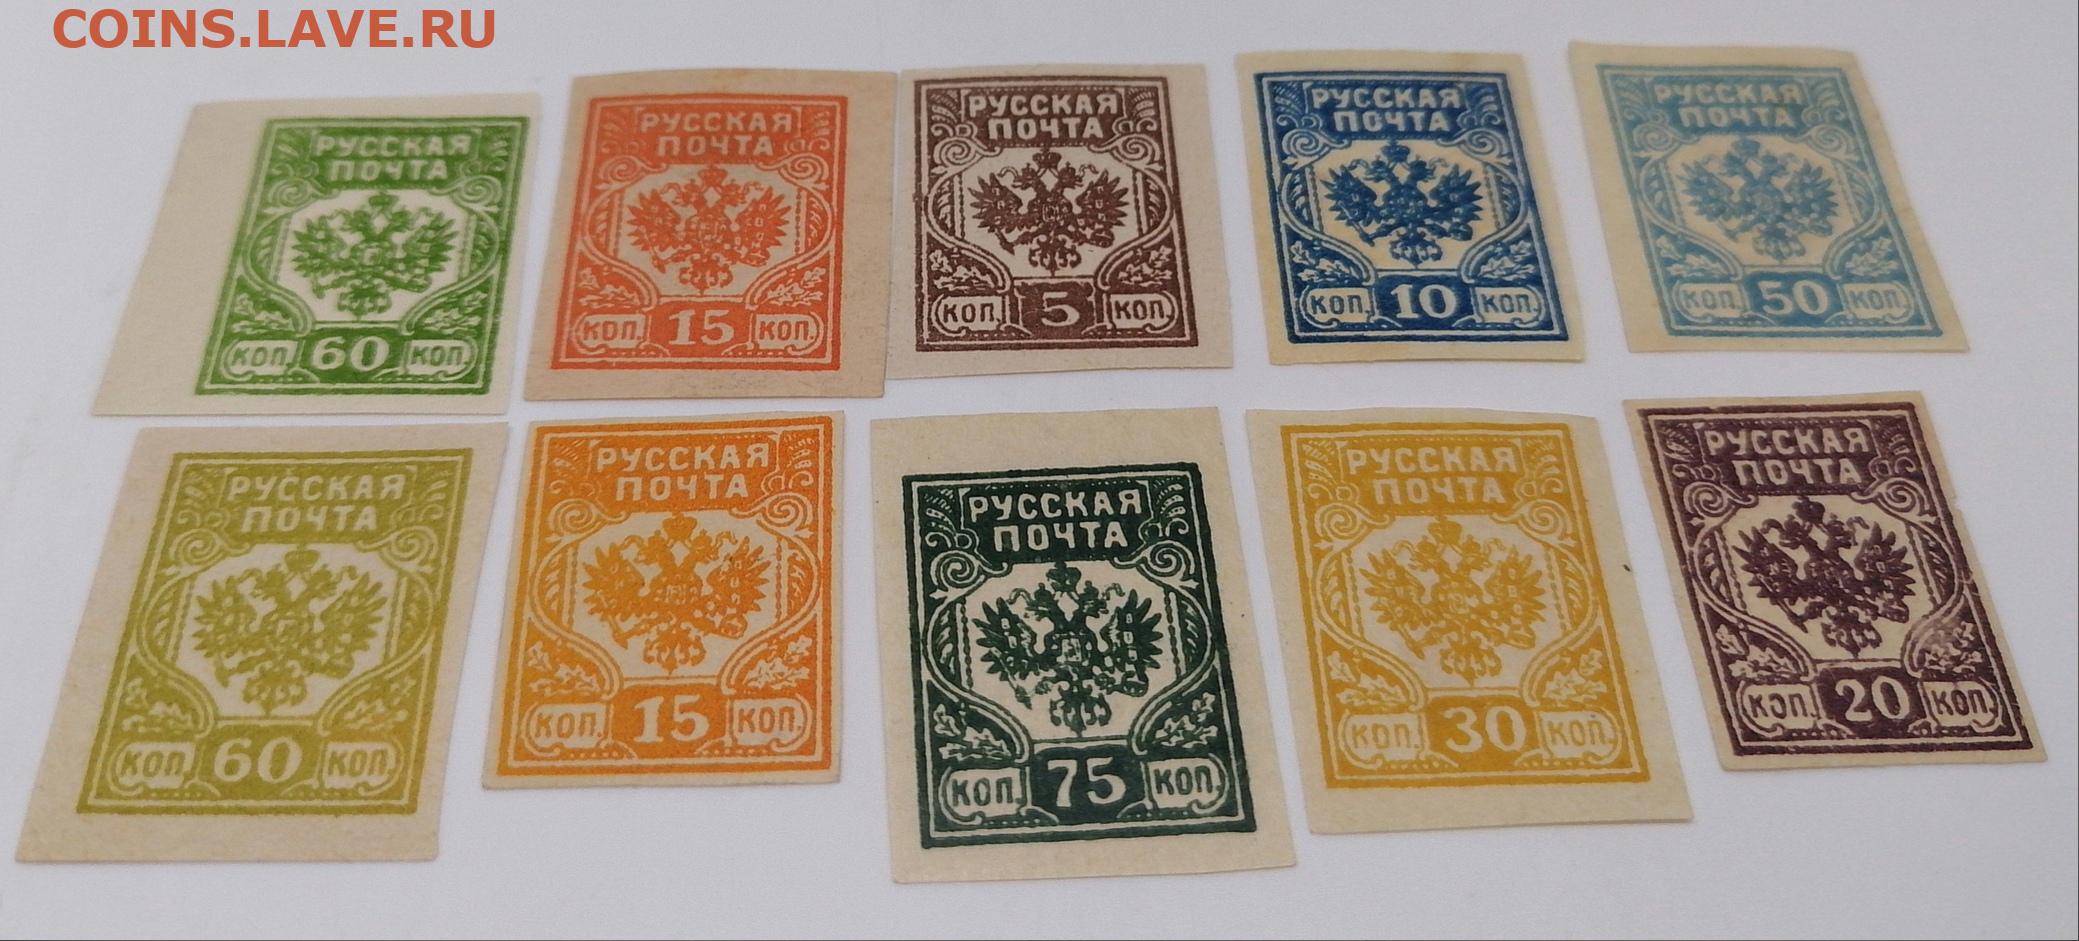 COINS.LAVE.RU
РУССКАЯ
ПОЧТА
КОП. 60 КОП.
РУССКАЯ
ПОЧТА
КОП. 15 КОП.
РУССКАЯ
ПОЧТА
КОП. 5 КОП.
РУССКАЯ
ПОЧТА
КОП. 10 КОП.
РУССКАЯ
ПОЧТА
КОП. 50 КОП.
РУССКАЯ
ПОЧТА
КОП. 60 КОП.
РУССКАЯ
ПОЧТА
КОП. 15 КОП.
РУССКАЯ
ПОЧТА
КОП. 75 КОП.
РУССКАЯ
ПОЧТА
КОП. 30 КОП.
РУССКАЯ
ПОЧТА
КОП. 20 КОП.